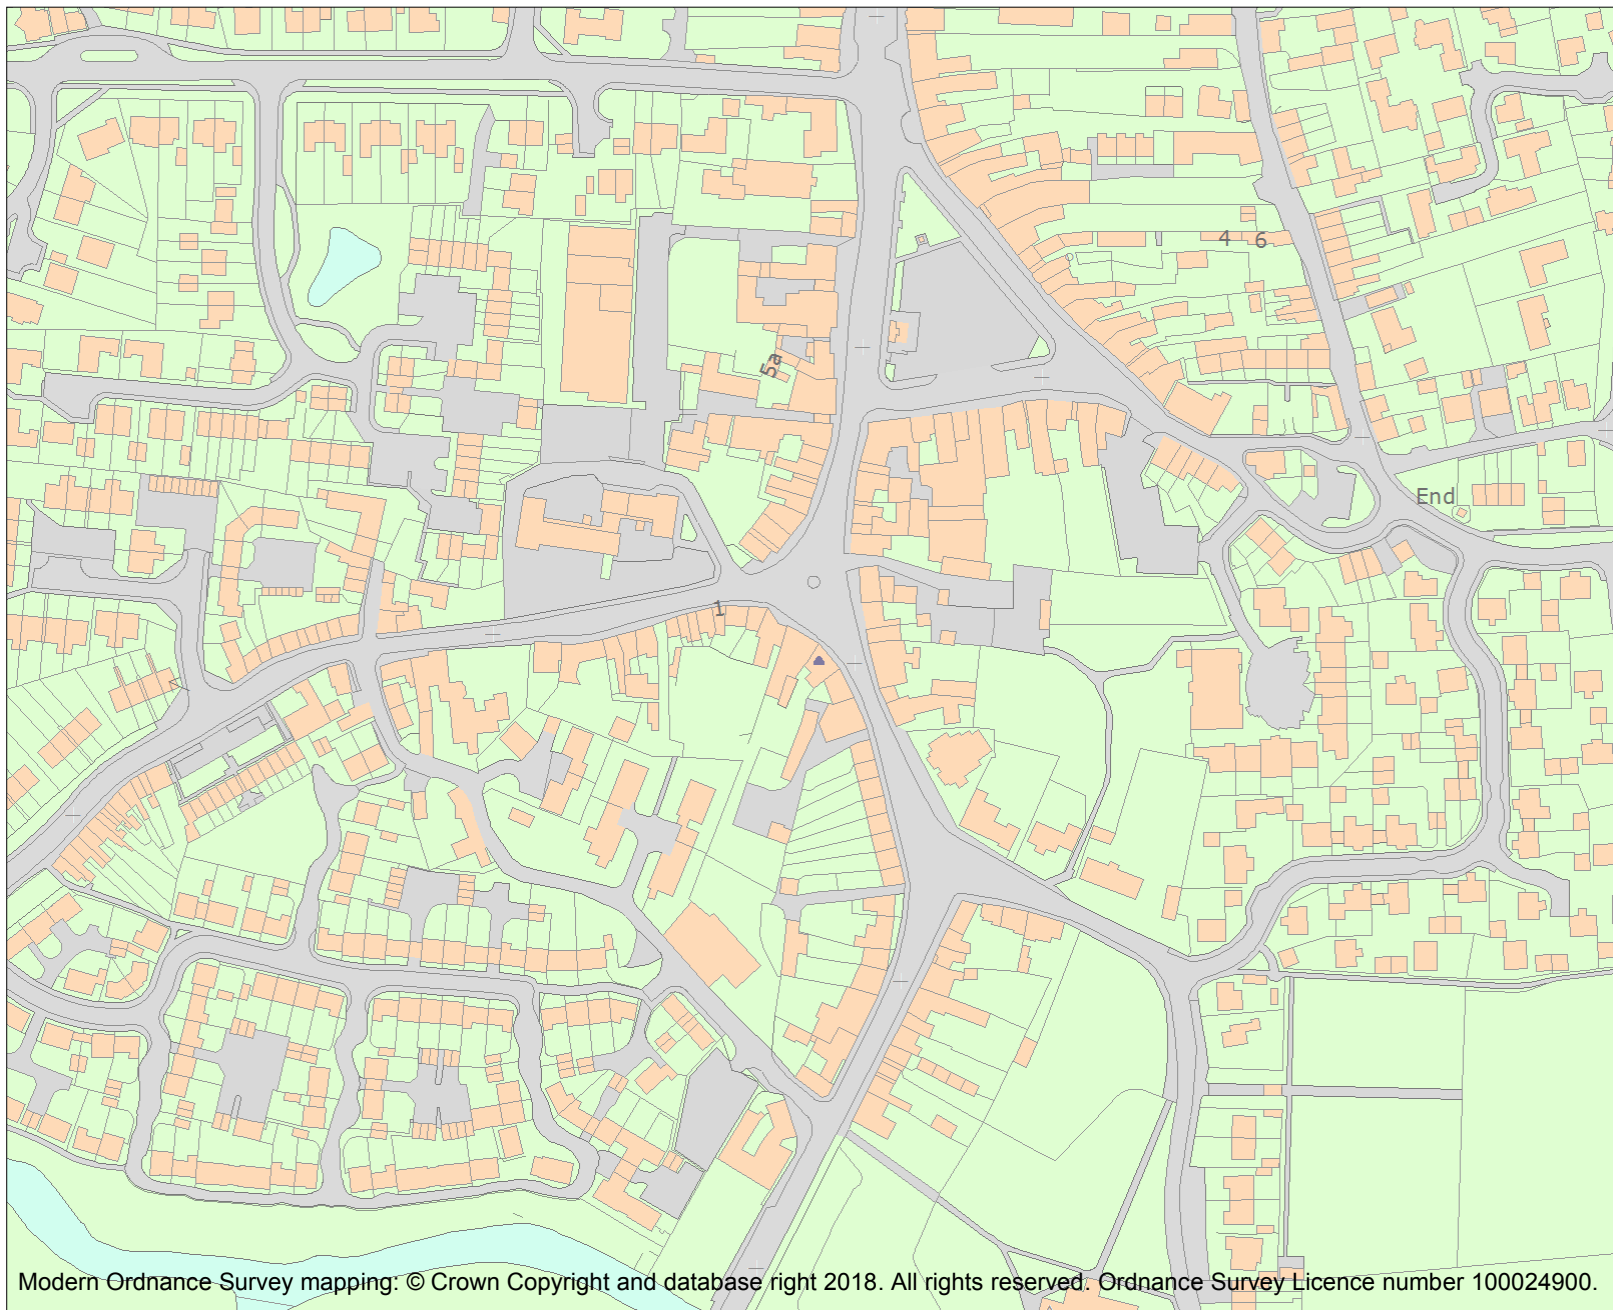 4 6
5a
End
1
Modern Ordnance Survey mapping: © Crown Copyright and database right 2018. All rights reserved. Ordnance Survey Licence number 100024900.